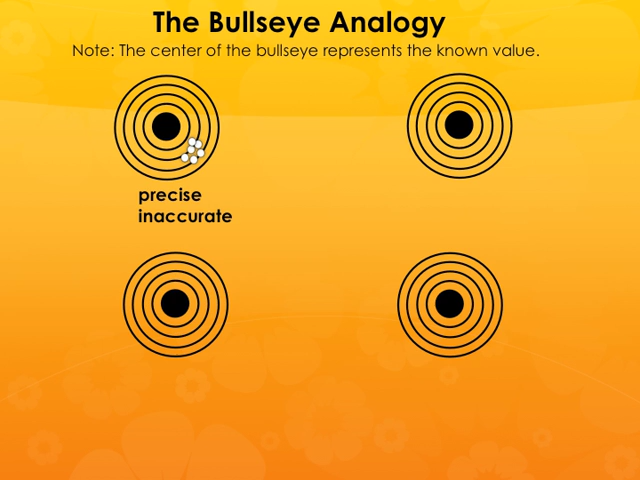 The Bullseye Analogy
Note: The center of the bullseye represents the known value.
precise
inaccurate